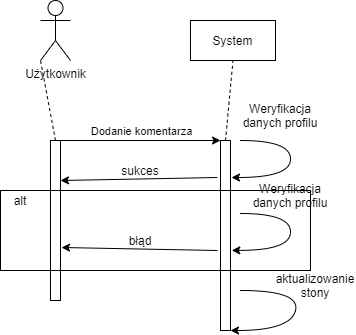 System
Użytkownik
Weryfikacja
danych profilu
Dodanie komentarza
sukces
Weryfikacja
danych profilu
alt
błąd
aktualizowanie
stony